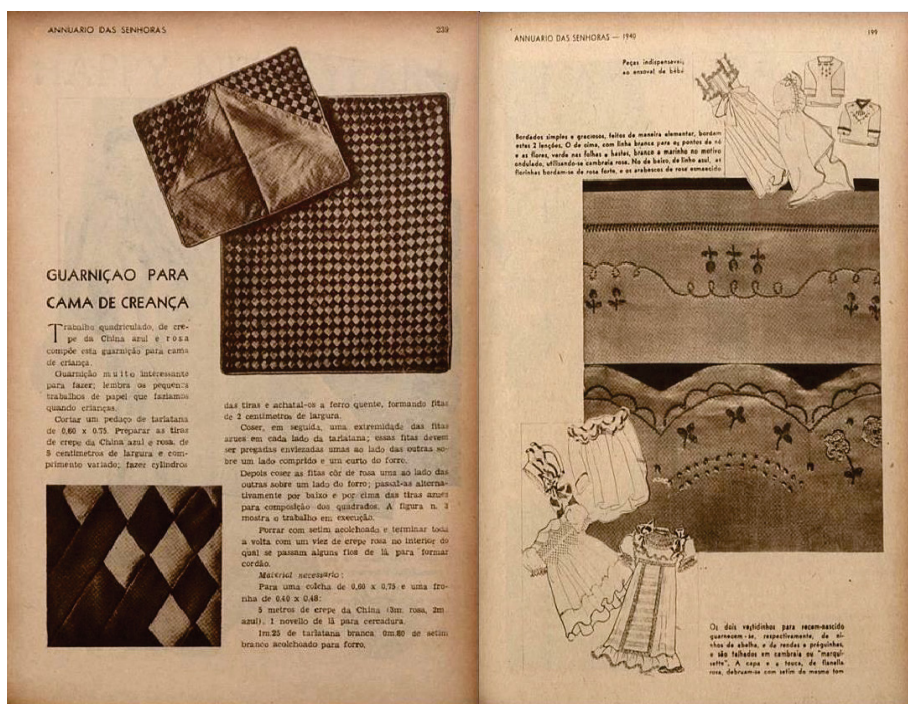 ANNUARIO DAS SENHORAS
239
GUARNIÇAO PARA
CAMA DE CREANÇA
Trabalho quadriculado, de cre-
pe da China azul e rosa
compõe esta guarnição para cama
de criança.
Guarnição muito interessante
para fazer; lembra os pequenos
trabalhos de papel que faziamos
quando crianças.
Cortar um pedaço de tarlatana
de 0,60 x 0,75. Preparar as tiras
de crepe da China azul e rosa, de
5 centimetros de largura e com-
primento variado; fazer cylindros
das tiras e achatal-os a ferro quente, formando fitas
de 2 centimetros de largura.
Coser, em seguida, uma extremidade das fitas
azues em cada lado da tarlatana; essas fitas devem
ser pregadas enviezadas umas ao lado das outras so-
bre um lado comprido e um curto do forro.
Depois coser as fitas côr de rosa uma ao lado das
outras sobre um lado do forro; passal-as alterna-
tivamente por baixo e por cima das tiras azues
para composição dos quadrados. A figura n. 3
mostra o trabalho em execução.
Forrar com setim acolchoado e terminar toda
a volta com um viez de crepe rosa no interior do
qual se passam alguns fios de lã para formar
cordão.
Material necessario:
Para uma colcha de 0,60 x 0,75 e uma fro-
nha de 0,40 x 0,48:
5 metros de crepe da China (3m. rosa, 2m.
azul), 1 novello de lã para cercadura.
1m.25 de tarlatana branca, 0m.80 de setim
branco acolchoado para forro.
ANNUARIO DAS SENHORAS — 1940
199
Peças indispensaveis
ao enxoval de bébé
Bordados simples e graciosos, feitos de maneira elementar, bordam
estes 2 lenções. O de cima, com linha branca para os pontos de nó
e as flores, verde nas folhas e hastes, branco e marinho no motivo
ondulado, utilisando-se cambraia rosa. No de baixo, de linho azul, as
florinhas bordam-se de rosa forte, e os arabescos de rosa esmaecido
Os dois vestidinhos para recem-nascido
guarnecem-se, respectivamente, de ni-
nhos de abelha, e de rendas e préguinhas,
e são talhados em cambraia ou "marqui-
sette". A capa e a touca, de flanella
rosa, debruam-se com setim do mesmo tom